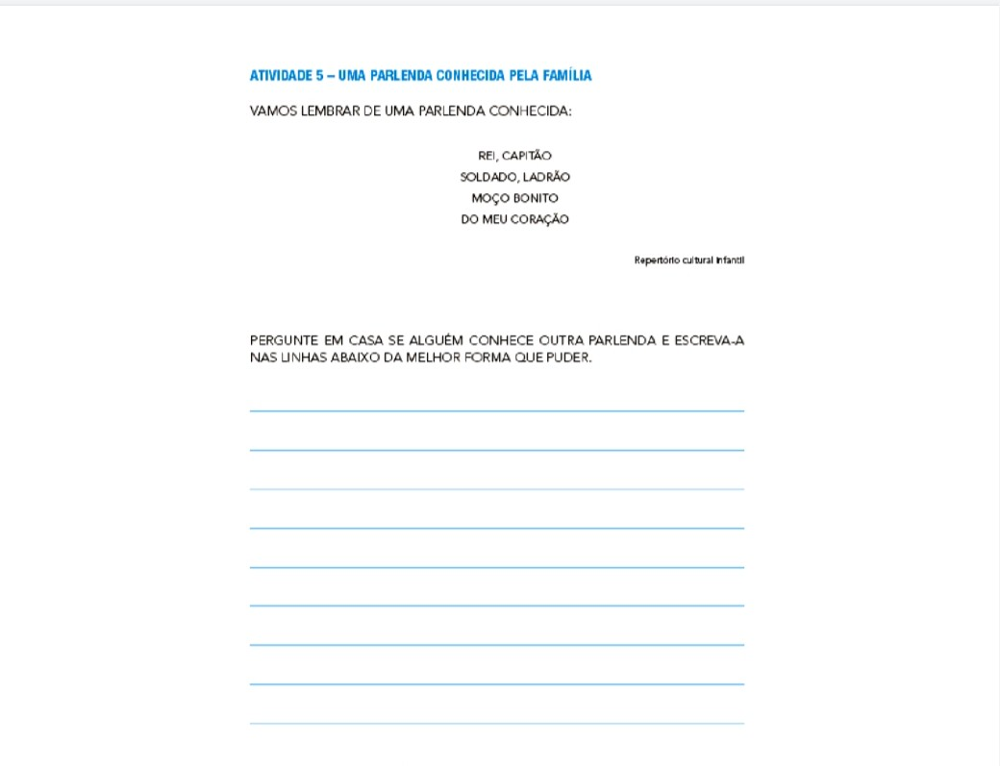 ATIVIDADE 5 – UMA PARLENDA CONHECIDA PELA FAMÍLIA
VAMOS LEMBRAR DE UMA PARLENDA CONHECIDA:
REI, CAPITÃO
SOLDADO, LADRÃO
MOÇO BONITO
DO MEU CORAÇÃO
Repertório cultural infantil
PERGUNTE EM CASA SE ALGUÉM CONHECE OUTRA PARLENDA E ESCREVA-A
NAS LINHAS ABAIXO DA MELHOR FORMA QUE PUDER.